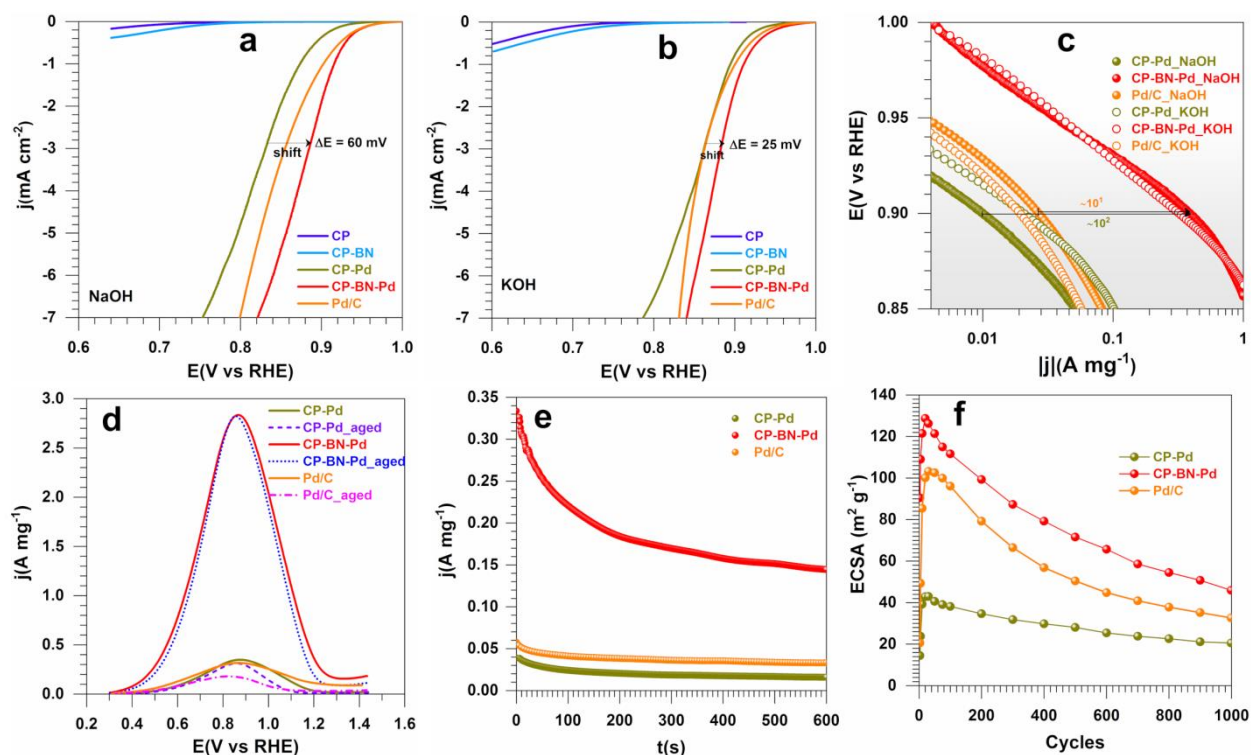 a
j(mA cm⁻²)
0
-1
-2
-3
-4
-5
-6
-7
ΔE = 60 mV
shift
CP
CP-BN
CP-Pd
CP-BN-Pd
Pd/C
NaOH
0.6 0.7 0.8 0.9 1.0
E(V vs RHE)
b
j(mA cm⁻²)
0
-1
-2
-3
-4
-5
-6
-7
ΔE = 25 mV
shift
CP
CP-BN
CP-Pd
CP-BN-Pd
Pd/C
KOH
0.6 0.7 0.8 0.9 1.0
E(V vs RHE)
c
E(V vs RHE)
1.00
0.95
0.90
0.85
CP-Pd_NaOH
CP-BN-Pd_NaOH
Pd/C_NaOH
CP-Pd_KOH
CP-BN-Pd_KOH
Pd/C_KOH
~10¹
~10²
0.01 0.1 1
|j|(A mg⁻¹)
d
j(A mg⁻¹)
3.0
2.5
2.0
1.5
1.0
0.5
0.0
CP-Pd
CP-Pd_aged
CP-BN-Pd
CP-BN-Pd_aged
Pd/C
Pd/C_aged
0.2 0.4 0.6 0.8 1.0 1.2 1.4 1.6
E(V vs RHE)
e
j(A mg⁻¹)
0.35
0.30
0.25
0.20
0.15
0.10
0.05
0.00
CP-Pd
CP-BN-Pd
Pd/C
0 100 200 300 400 500 600
t(s)
f
ECSA (m² g⁻¹)
140
120
100
80
60
40
20
0
CP-Pd
CP-BN-Pd
Pd/C
0 200 400 600 800 1000
Cycles